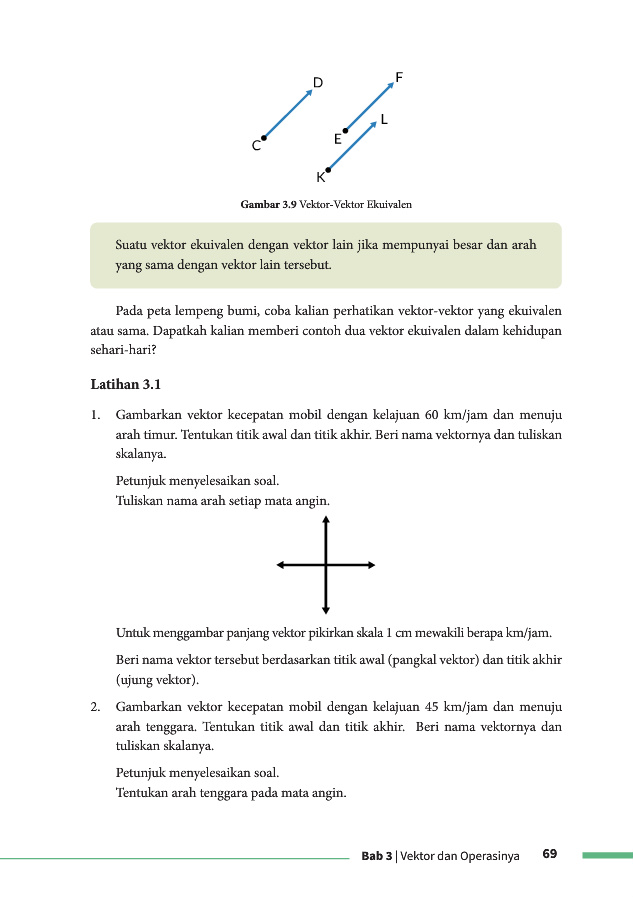 D
F
L
E
C
K
Gambar 3.9 Vektor-Vektor Ekuivalen
Suatu vektor ekuivalen dengan vektor lain jika mempunyai besar dan arah
yang sama dengan vektor lain tersebut.
Pada peta lempeng bumi, coba kalian perhatikan vektor-vektor yang ekuivalen
atau sama. Dapatkah kalian memberi contoh dua vektor ekuivalen dalam kehidupan
sehari-hari?
Latihan 3.1
1. Gambarkan vektor kecepatan mobil dengan kelajuan 60 km/jam dan menuju
arah timur. Tentukan titik awal dan titik akhir. Beri nama vektornya dan tuliskan
skalanya.
Petunjuk menyelesaikan soal.
Tuliskan nama arah setiap mata angin.
Untuk menggambar panjang vektor pikirkan skala 1 cm mewakili berapa km/jam.
Beri nama vektor tersebut berdasarkan titik awal (pangkal vektor) dan titik akhir
(ujung vektor).
2. Gambarkan vektor kecepatan mobil dengan kelajuan 45 km/jam dan menuju
arah tenggara. Tentukan titik awal dan titik akhir. Beri nama vektornya dan
tuliskan skalanya.
Petunjuk menyelesaikan soal.
Tentukan arah tenggara pada mata angin.
Bab 3 | Vektor dan Operasinya 69